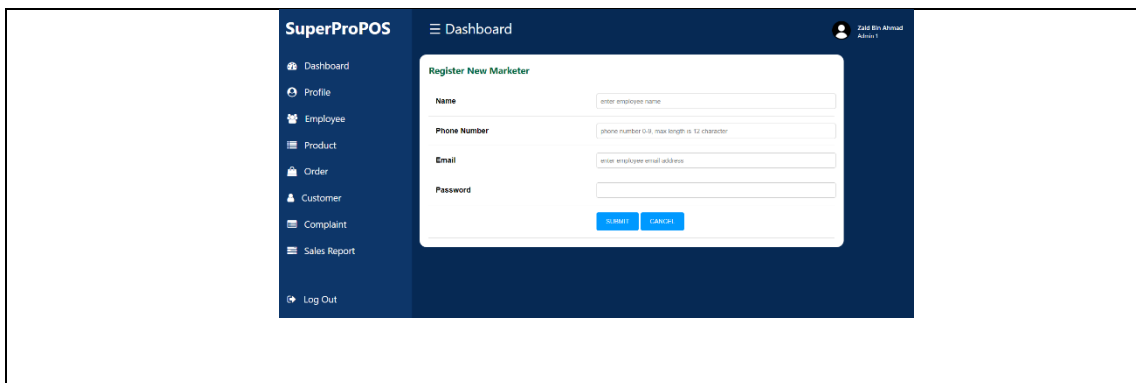 SuperProPOS
☰ Dashboard
Zaid Bin Ahmad
Admin 1
Dashboard
Profile
Employee
Product
Order
Customer
Complaint
Sales Report
Log Out
Register New Marketer
Name
enter employee name
Phone Number
phone number 0-9, max length is 12 character
Email
enter employee email address
Password
SUBMIT
CANCEL